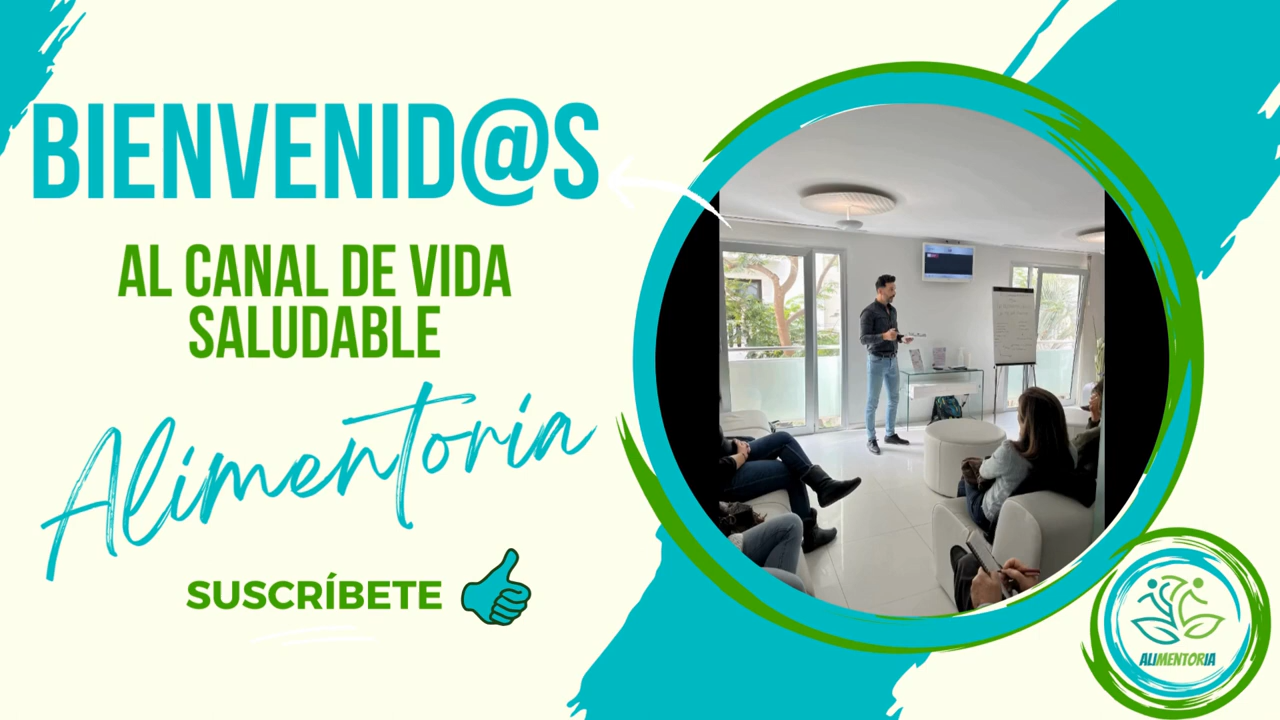 BIENVENID@S
AL CANAL DE VIDA
SALUDABLE
Alimentoria
SUSCRÍBETE
ALIMENTORIA